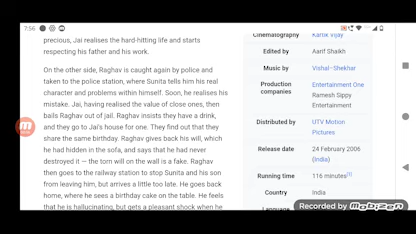 7:56
precious, Jai realises the hard-hitting life and starts
respecting his father and his work.
On the other side, Raghav is caught again by police and
taken to the police station, where Sunita tells him his real
character and problems within himself. Soon, he realises his
mistake. Jai, having realised the value of close ones, then
bails Raghav out of jail. Raghav insists they have a drink,
and they go to Jai's house for one. They find out that they
share the same birthday. Raghav gives back his will, which
he had hidden in the sofa, and says that he had never
destroyed it — the torn will on the wall is a fake. Raghav
then goes to the railway station to stop Sunita and his son
from leaving him, but arrives a little too late. He goes back
home, where he sees a birthday cake on the table. He feels
that he is hallucinating, but gets a pleasant shock when he
Cinematography Kartik Vijay
Edited by Aarif Shaikh
Music by Vishal–Shekhar
Production Entertainment One
companies Ramesh Sippy
Entertainment
Distributed by UTV Motion
Pictures
Release date 24 February 2006
(India)
Running time 116 minutes[1]
Country India
Language
Recorded by Mobizen